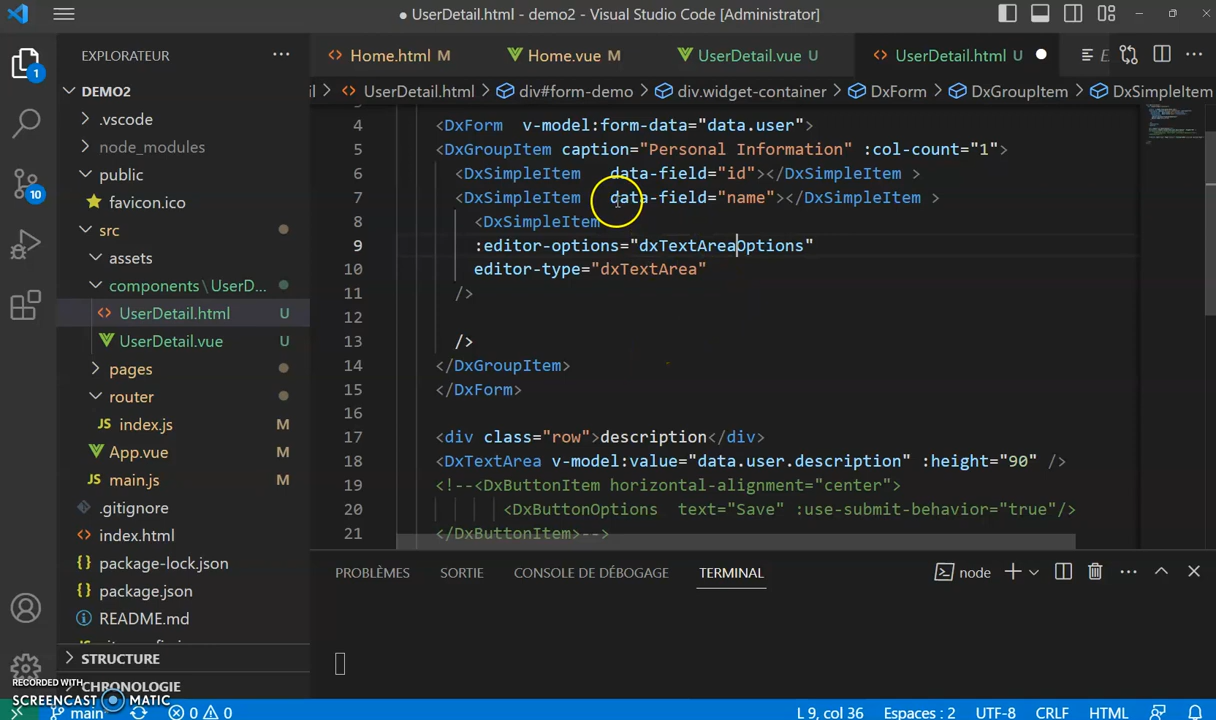 ● UserDetail.html - demo2 - Visual Studio Code [Administrator]
EXPLORATEUR
Home.html M
Home.vue M
UserDetail.vue U
UserDetail.html U
E
1
DEMO2
UserDetail.html > div#form-demo > div.widget-container > DxForm > DxGroupItem > DxSimpleItem
.vscode
node_modules
public
favicon.ico
src
assets
components\UserD...
UserDetail.html U
UserDetail.vue U
pages
router
index.js M
App.vue M
main.js M
.gitignore
index.html
package-lock.json
package.json
README.md
STRUCTURE
CHRONOLOGIE
10
4 <DxForm v-model:form-data="data.user">
5 <DxGroupItem caption="Personal Information" :col-count="1">
6 <DxSimpleItem data-field="id"></DxSimpleItem >
7 <DxSimpleItem data-field="name"></DxSimpleItem >
8 <DxSimpleItem
9 :editor-options="dxTextAreaOptions"
10 editor-type="dxTextArea"
11 />
12
13 />
14 </DxGroupItem>
15 </DxForm>
16
17 <div class="row">description</div>
18 <DxTextArea v-model:value="data.user.description" :height="90" />
19 <!--<DxButtonItem horizontal-alignment="center">
20 <DxButtonOptions text="Save" :use-submit-behavior="true"/>
21 </DxButtonItem>-->
PROBLÈMES SORTIE CONSOLE DE DÉBOGAGE TERMINAL
node
RECORDED WITH
SCREENCAST MATIC
main
0 0
L 9, col 36 Espaces : 2 UTF-8 CRLF HTML